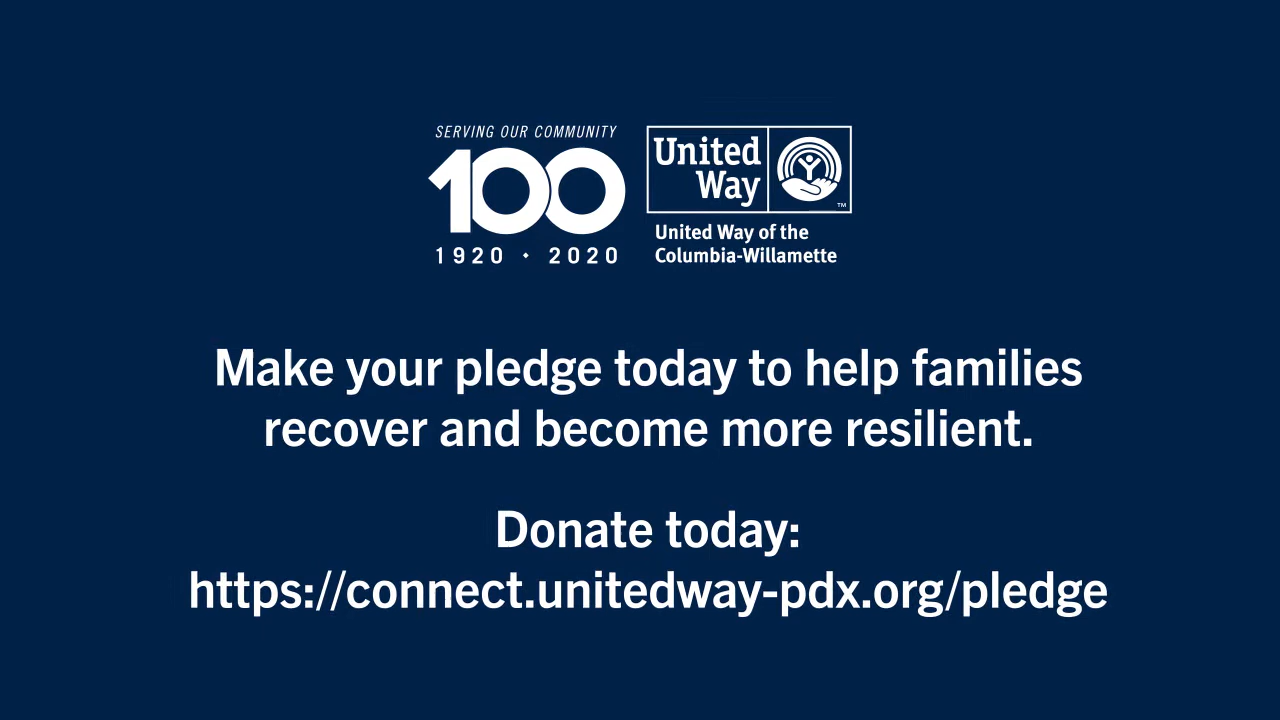 SERVING OUR COMMUNITY
100
1920 • 2020
United
Way
TM
United Way of the
Columbia-Willamette
Make your pledge today to help families
recover and become more resilient.
Donate today:
https://connect.unitedway-pdx.org/pledge